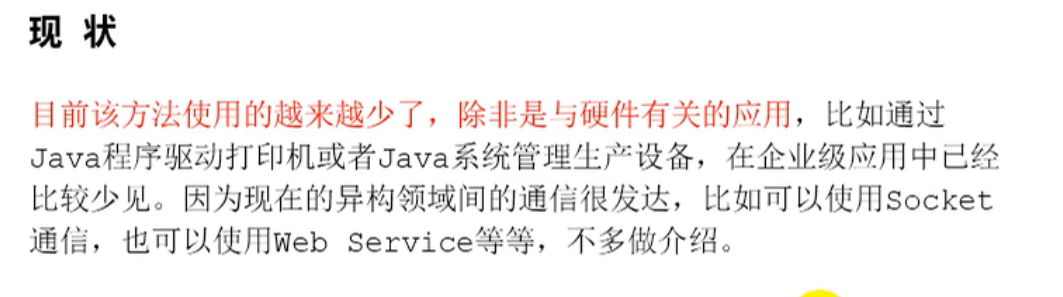 现 状
目前该方法使用的越来越少了，除非是与硬件有关的应用，比如通过
Java程序驱动打印机或者Java系统管理生产设备，在企业级应用中已经
比较少见。因为现在的异构领域间的通信很发达，比如可以使用Socket
通信，也可以使用Web Service等等，不多做介绍。